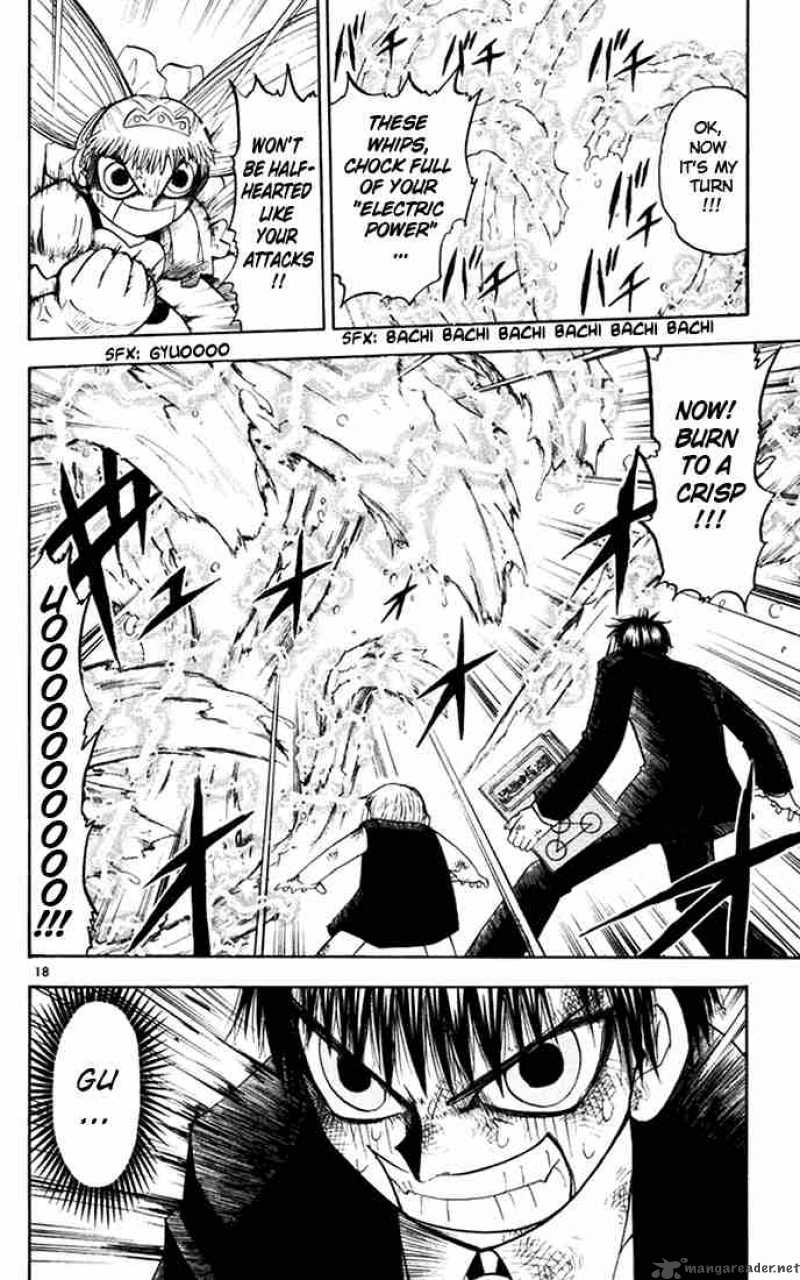 OK,
NOW
IT'S MY
TURN
!!!
THESE
WHIPS,
CHOCK FULL
OF YOUR
"ELECTRIC
POWER"
...
バチ
バチ
バチ
バチ
バチ
バチ
SFX: BACHI BACHI BACHI BACHI BACHI BACHI
WON'T
BE HALF-
HEARTED
LIKE
YOUR
ATTACKS
!!
SFX: GYUOOOO
NOW!
BURN
TO A
CRISP
!!!
UOOOOOOOOOO!!!
18
GU
...
mangareader.net